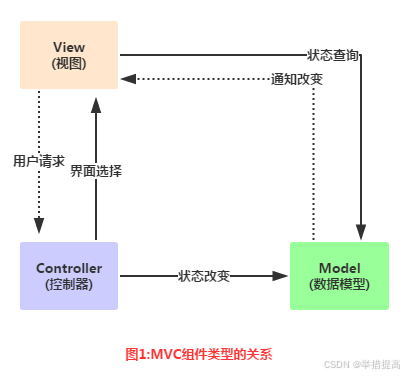 View
(视图)
状态查询
通知改变
用户请求
界面选择
Controller
(控制器)
状态改变
Model
(数据模型)
图1:MVC组件类型的关系
CSDN @举措提高